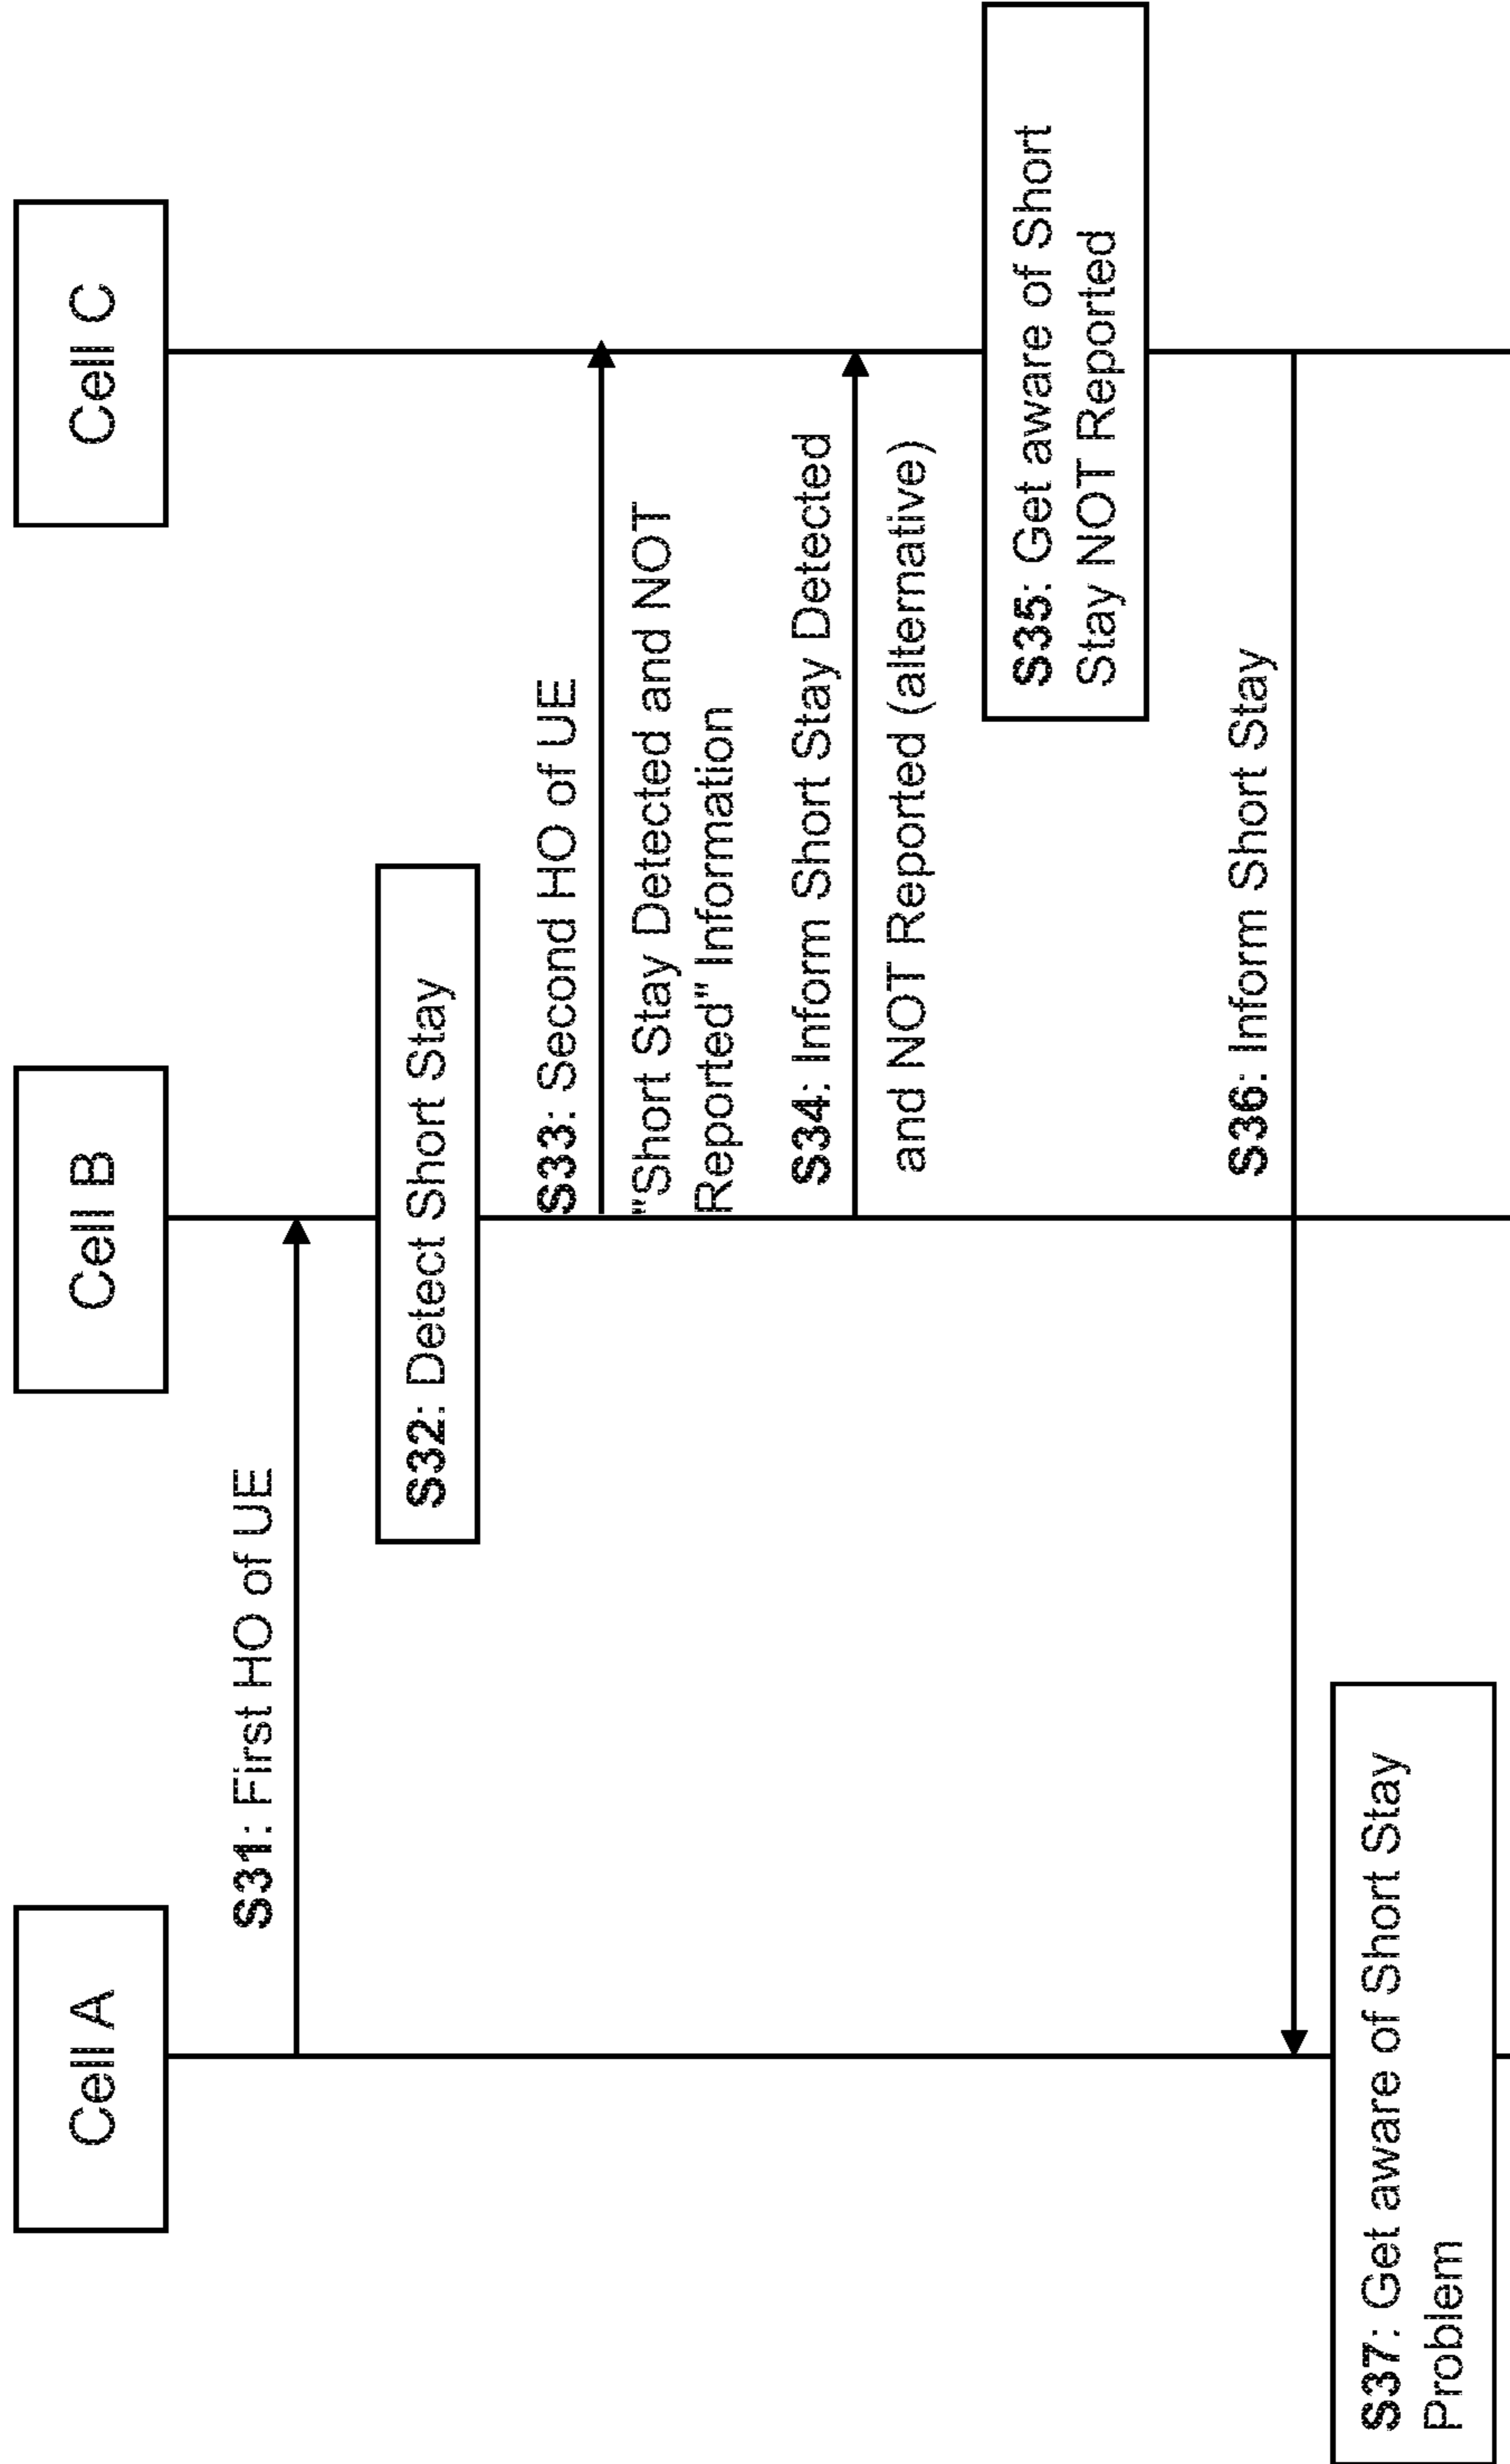 Cell A
Cell B
Cell C
S31: First HO of UE
S32: Detect Short Stay
S33: Second HO of UE
"Short Stay Detected and NOT
Reported" Information
S34: Inform Short Stay Detected
and NOT Reported (alternative)
S35: Get aware of Short
Stay NOT Reported
S36: Inform Short Stay
S37: Get aware of Short Stay
Problem